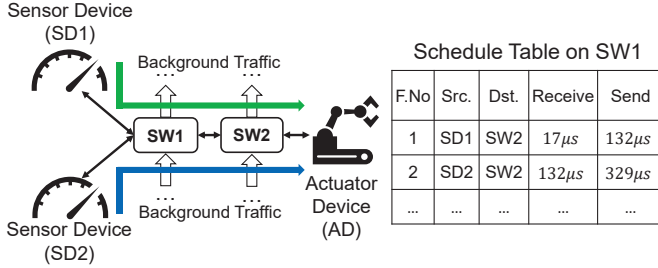 Sensor Device
(SD1)
Background Traffic
...
...
SW1
SW2
...
...
Background Traffic
Sensor Device
(SD2)
Actuator
Device
(AD)
Schedule Table on SW1
F.No Src. Dst. Receive Send
1 SD1 SW2 17μs 132μs
2 SD2 SW2 132μs 329μs
... ... ... ... ...